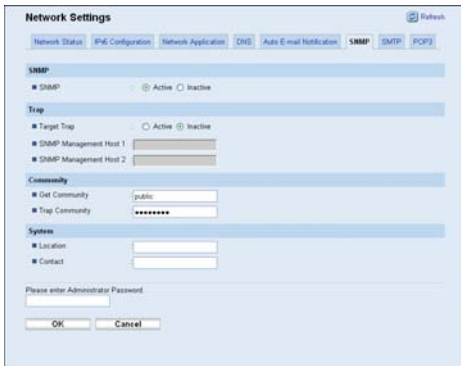 Network Settings
Refresh
Network Status IPv6 Configuration Network Application DNS Auto E-mail Notification SNMP SMTP POP3
SNMP
SNMP : Active Inactive
Trap
Target Trap : Active Inactive
SNMP Management Host 1 :
SNMP Management Host 2 :
Community
Get Community : public
Trap Community : ●●●●●●●●
System
Location :
Contact :
Please enter Administrator Password.
OK Cancel